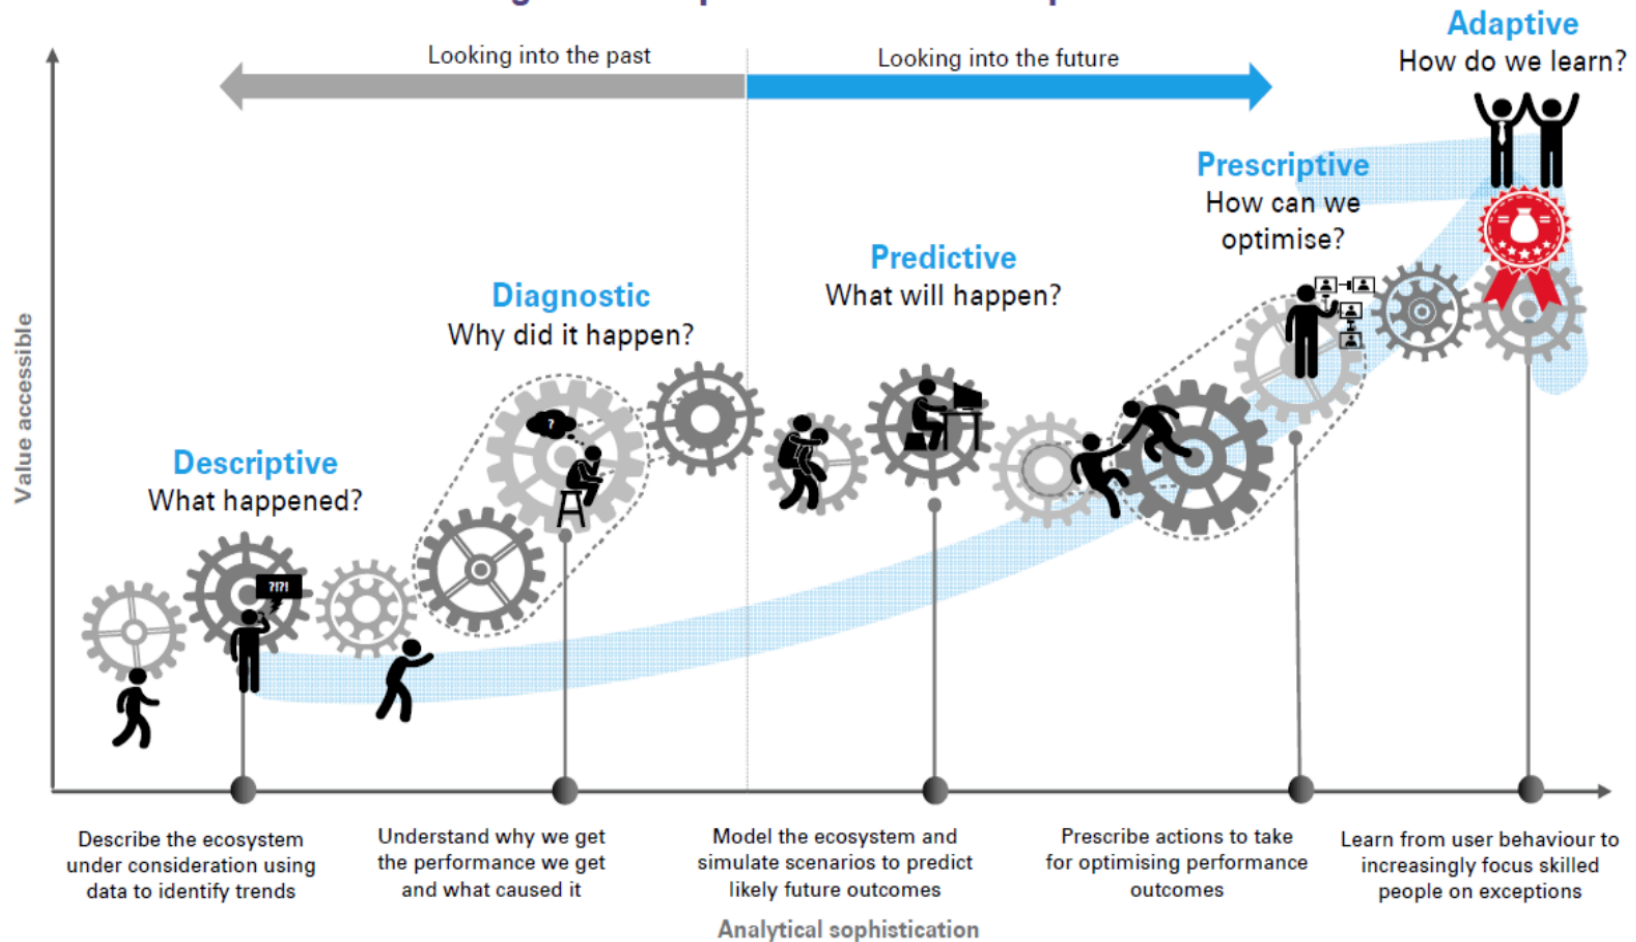 Looking into the past
Looking into the future
Adaptive
How do we learn?
Prescriptive
How can we
optimise?
Predictive
What will happen?
Diagnostic
Why did it happen?
Descriptive
What happened?
?
?!?!
Value accessible
Describe the ecosystem
under consideration using
data to identify trends
Understand why we get
the performance we get
and what caused it
Model the ecosystem and
simulate scenarios to predict
likely future outcomes
Prescribe actions to take
for optimising performance
outcomes
Learn from user behaviour to
increasingly focus skilled
people on exceptions
Analytical sophistication